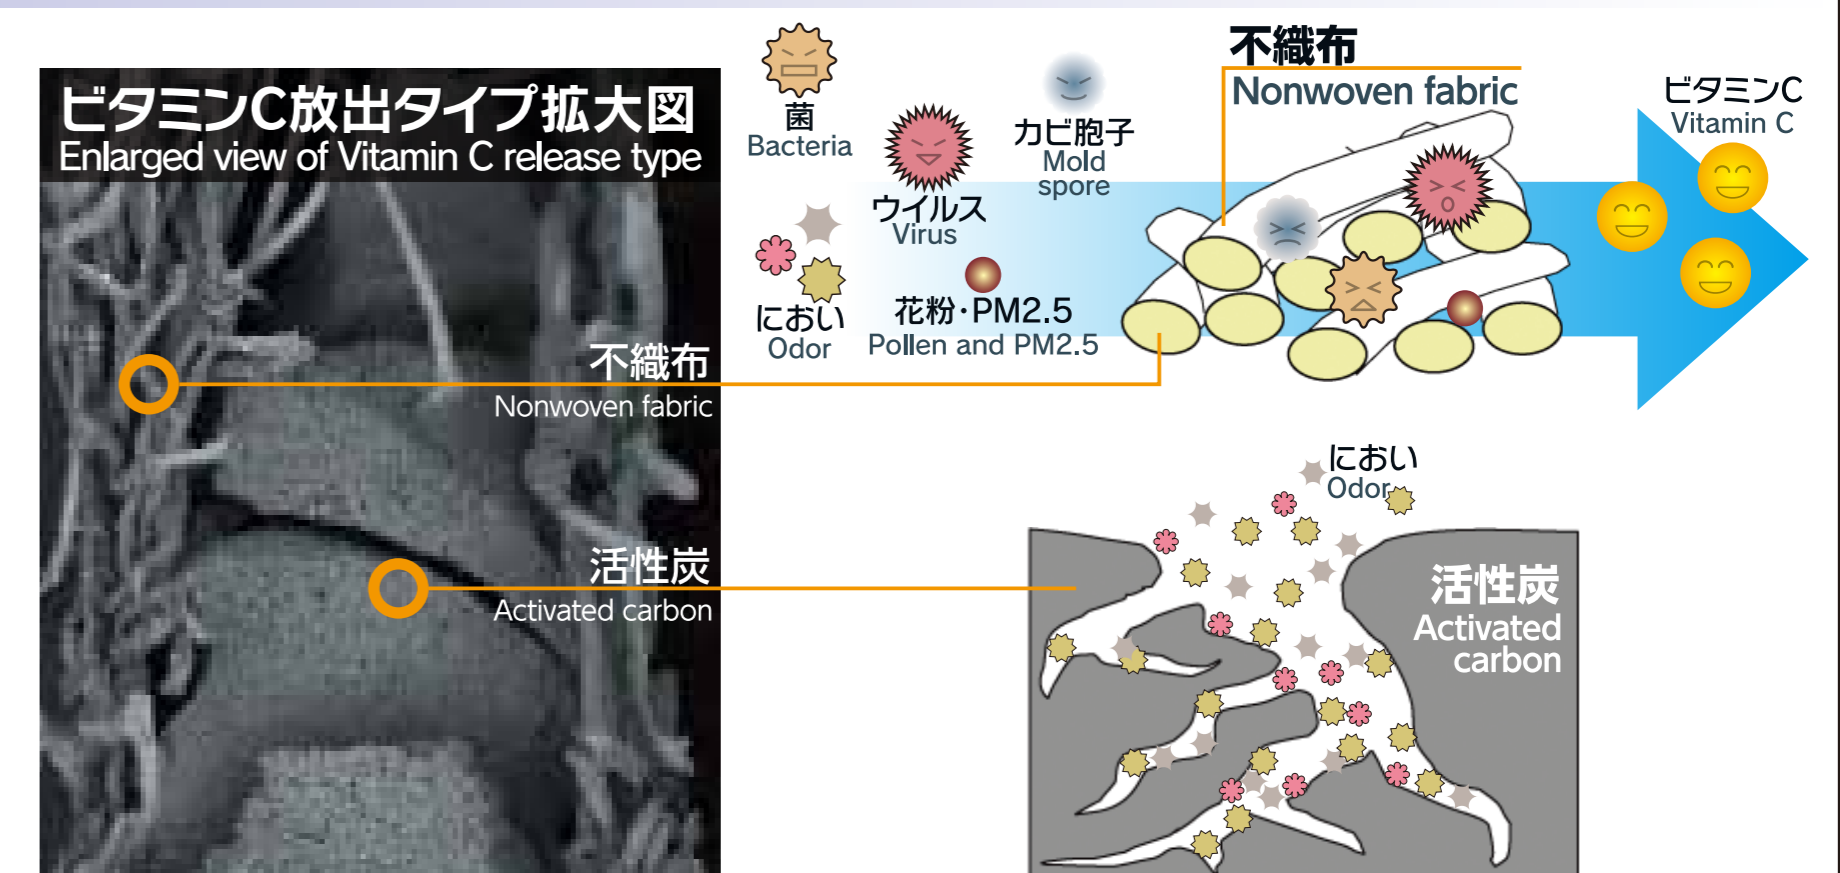 ビタミンC放出タイプ拡大図
Enlarged view of Vitamin C release type
不織布
Nonwoven fabric
活性炭
Activated carbon
菌
Bacteria
ウイルス
Virus
カビ胞子
Mold
spore
におい
Odor
花粉・PM2.5
Pollen and PM2.5
不織布
Nonwoven fabric
ビタミンC
Vitamin C
におい
Odor
活性炭
Activated
carbon